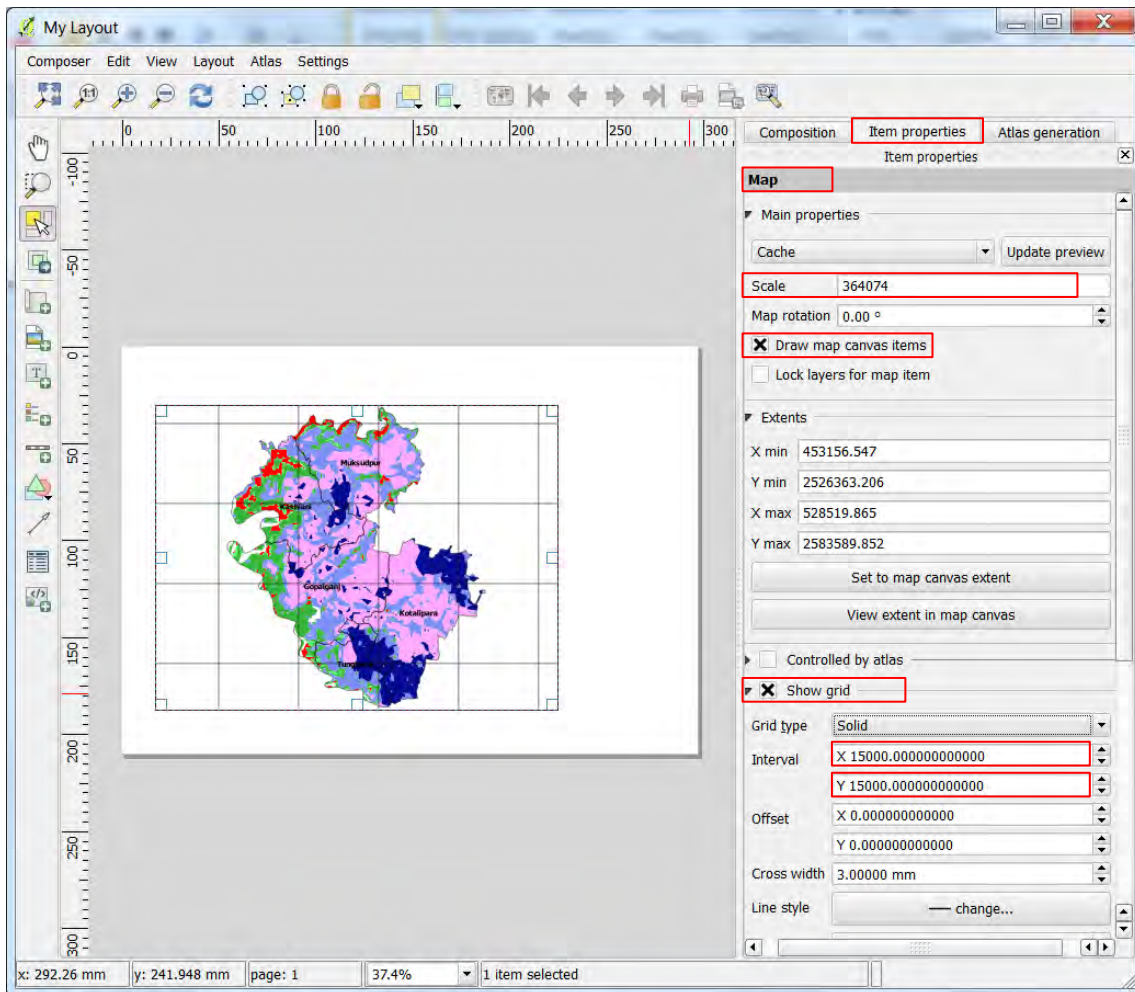 My Layout
Composer Edit View Layout Atlas Settings
1:1
0 50 100 150 200 250 300
-100
-50
0
50
100
150
200
250
300
Muksudpur
Kashiani
Gopalganj
Kotalipara
Composition Item properties Atlas generation
Item properties
Map
Main properties
Cache Update preview
Scale 364074
Map rotation 0.00 °
Draw map canvas items
Lock layers for map item
Extents
X min 453156.547
Y min 2526363.206
X max 528519.865
Y max 2583589.852
Set to map canvas extent
View extent in map canvas
Controlled by atlas
Show grid
Grid type Solid
Interval X 15000.000000000000
Y 15000.000000000000
Offset X 0.000000000000
Y 0.000000000000
Cross width 3.00000 mm
Line style change...
x: 292.26 mm y: 241.948 mm page: 1 37.4% 1 item selected